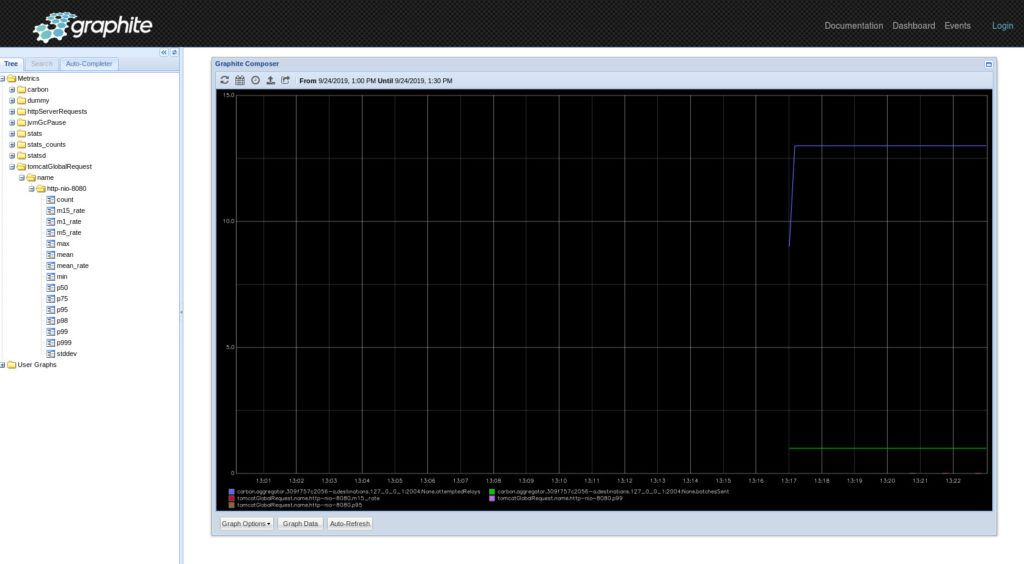 graphite
Documentation Dashboard Events Login
Tree Search Auto-Completer
Metrics
carbon
dummy
httpServerRequests
jvmGcPause
stats
stats_counts
statsd
tomcatGlobalRequest
name
http-nio-8080
count
m15_rate
m1_rate
m5_rate
max
mean
mean_rate
min
p50
p75
p95
p98
p99
p999
stddev
User Graphs
Graphite Composer
From 9/24/2019, 1:00 PM Until 9/24/2019, 1:30 PM
15.0
10.0
5.0
0
13:01 13:02 13:03 13:04 13:05 13:06 13:07 13:08 13:09 13:10 13:11 13:12 13:13 13:14 13:15 13:16 13:17 13:18 13:19 13:20 13:21 13:22
carbon.aggregator.309f757c2056-a.destinations.127_0_0_1:2004:None.attemptedRelays carbon.aggregator.309f757c2056-a.destinations.127_0_0_1:2004:None.batchesSent
tomcatGlobalRequest.name.http-nio-8080.m15_rate tomcatGlobalRequest.name.http-nio-8080.p99
tomcatGlobalRequest.name.http-nio-8080.p95
Graph Options Graph Data Auto-Refresh